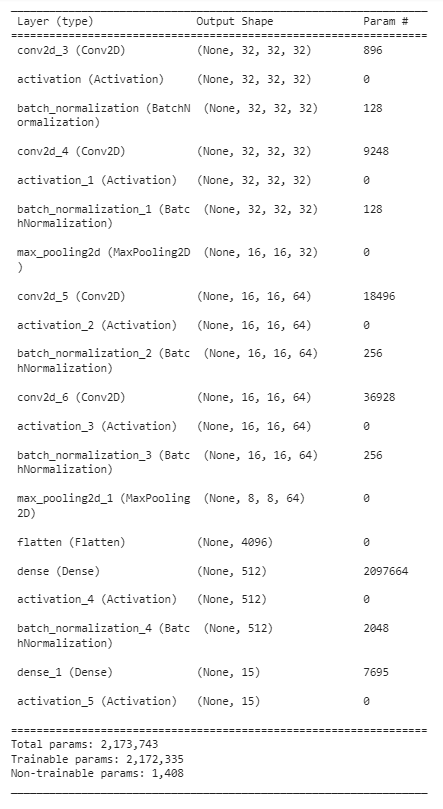 Layer (type) Output Shape Param #
=================================================================
conv2d_3 (Conv2D) (None, 32, 32, 32) 896
activation (Activation) (None, 32, 32, 32) 0
batch_normalization (BatchN (None, 32, 32, 32) 128
ormalization)
conv2d_4 (Conv2D) (None, 32, 32, 32) 9248
activation_1 (Activation) (None, 32, 32, 32) 0
batch_normalization_1 (Batc (None, 32, 32, 32) 128
hNormalization)
max_pooling2d (MaxPooling2D (None, 16, 16, 32) 0
)
conv2d_5 (Conv2D) (None, 16, 16, 64) 18496
activation_2 (Activation) (None, 16, 16, 64) 0
batch_normalization_2 (Batc (None, 16, 16, 64) 256
hNormalization)
conv2d_6 (Conv2D) (None, 16, 16, 64) 36928
activation_3 (Activation) (None, 16, 16, 64) 0
batch_normalization_3 (Batc (None, 16, 16, 64) 256
hNormalization)
max_pooling2d_1 (MaxPooling (None, 8, 8, 64) 0
2D)
flatten (Flatten) (None, 4096) 0
dense (Dense) (None, 512) 2097664
activation_4 (Activation) (None, 512) 0
batch_normalization_4 (Batc (None, 512) 2048
hNormalization)
dense_1 (Dense) (None, 15) 7695
activation_5 (Activation) (None, 15) 0
=================================================================
Total params: 2,173,743
Trainable params: 2,172,335
Non-trainable params: 1,408